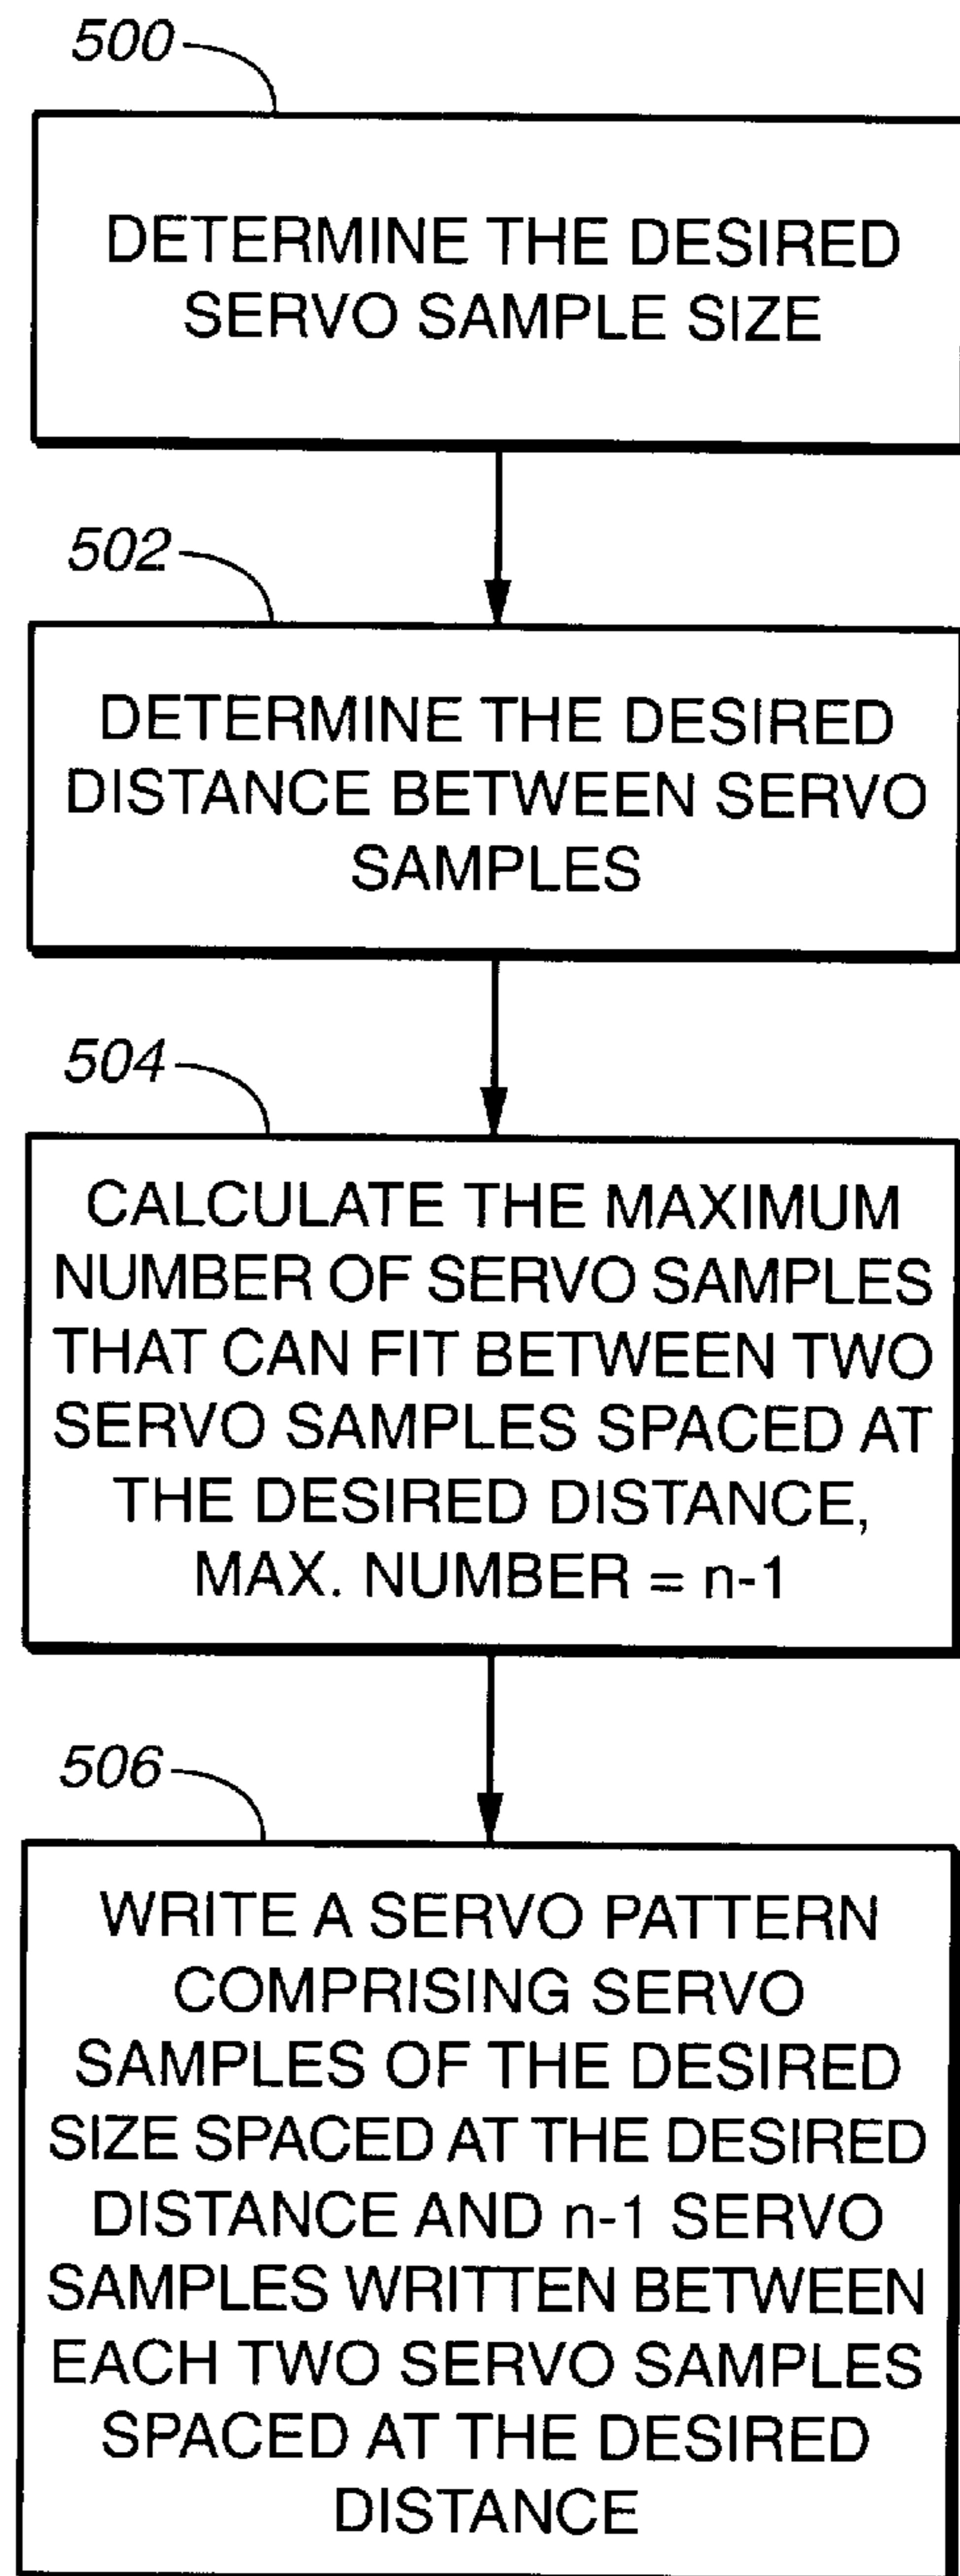 500
DETERMINE THE DESIRED
SERVO SAMPLE SIZE
502
DETERMINE THE DESIRED
DISTANCE BETWEEN SERVO
SAMPLES
504
CALCULATE THE MAXIMUM
NUMBER OF SERVO SAMPLES
THAT CAN FIT BETWEEN TWO
SERVO SAMPLES SPACED AT
THE DESIRED DISTANCE,
MAX. NUMBER = n-1
506
WRITE A SERVO PATTERN
COMPRISING SERVO
SAMPLES OF THE DESIRED
SIZE SPACED AT THE DESIRED
DISTANCE AND n-1 SERVO
SAMPLES WRITTEN BETWEEN
EACH TWO SERVO SAMPLES
SPACED AT THE DESIRED
DISTANCE